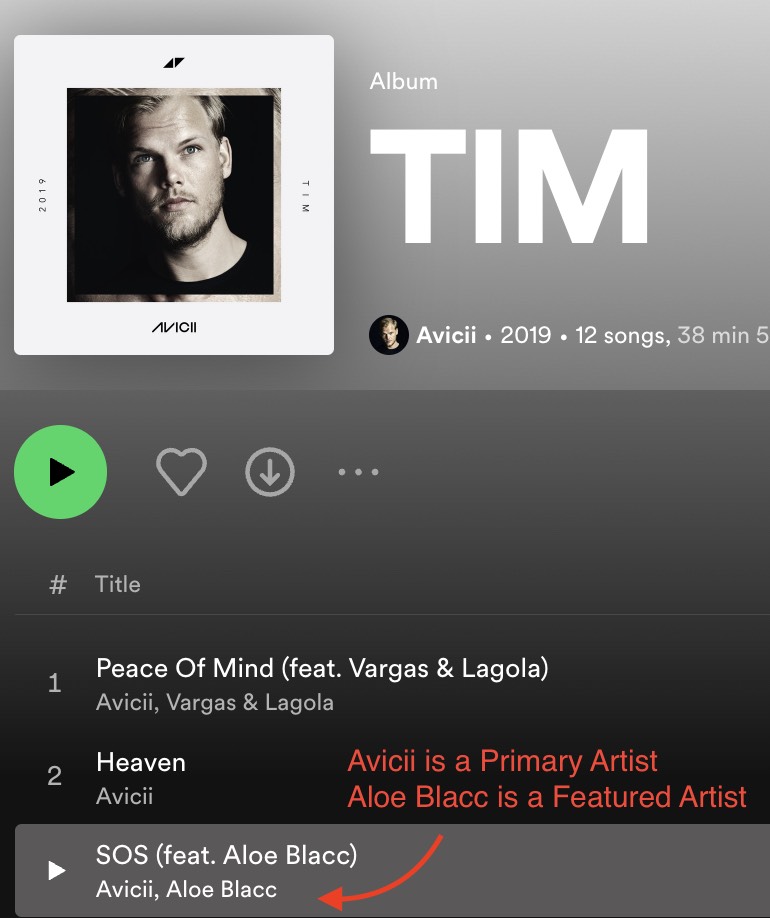 Album
TIM
2019
TIM
AVICII
Avicii • 2019 • 12 songs, 38 min 5
# Title
1
Peace Of Mind (feat. Vargas & Lagola)
Avicii, Vargas & Lagola
2
Heaven
Avicii
Avicii is a Primary Artist
Aloe Blacc is a Featured Artist
SOS (feat. Aloe Blacc)
Avicii, Aloe Blacc